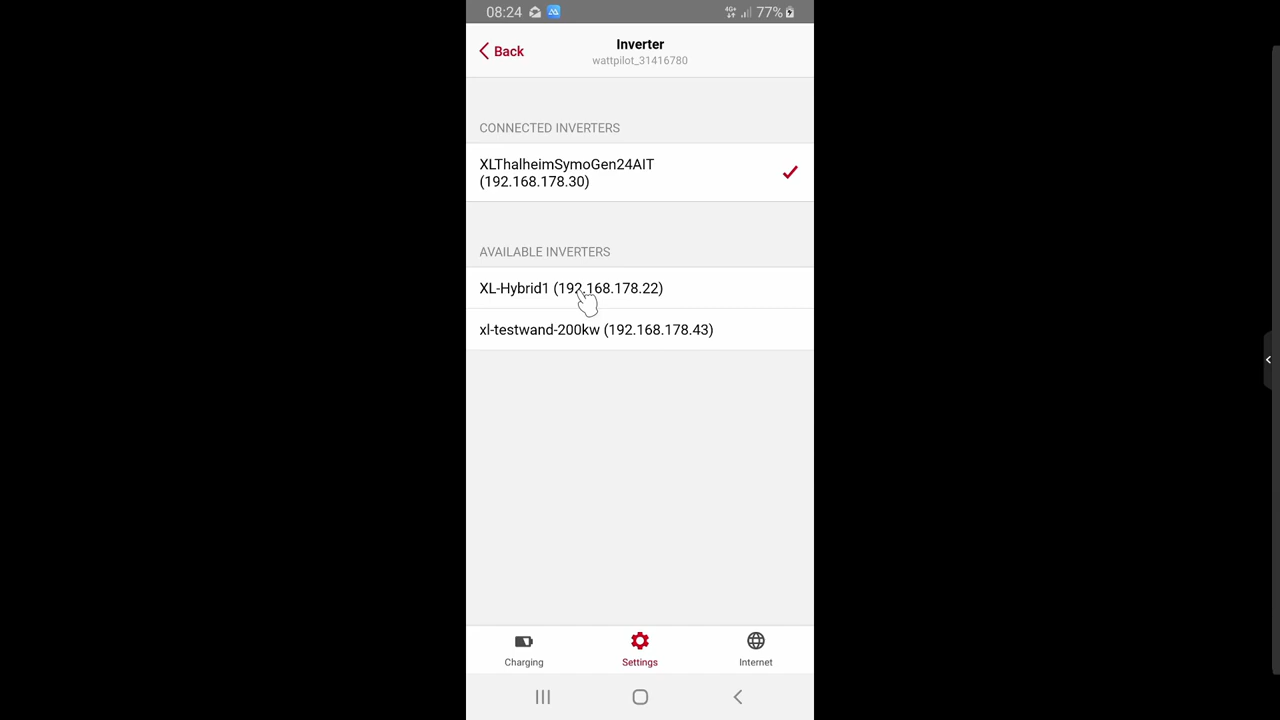 08:24
4G+
77%
Back
Inverter
wattpilot_31416780
CONNECTED INVERTERS
XLThalheimSymoGen24AIT
(192.168.178.30)
AVAILABLE INVERTERS
XL-Hybrid1 (192.168.178.22)
xl-testwand-200kw (192.168.178.43)
Charging
Settings
Internet